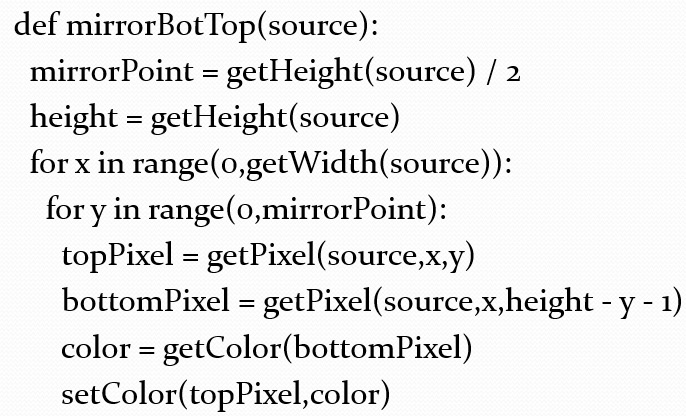 def mirrorBotTop(source):
mirrorPoint = getHeight(source) / 2
height = getHeight(source)
for x in range(0,getWidth(source)):
for y in range(0,mirrorPoint):
topPixel = getPixel(source,x,y)
bottomPixel = getPixel(source,x,height - y - 1)
color = getColor(bottomPixel)
setColor(topPixel,color)